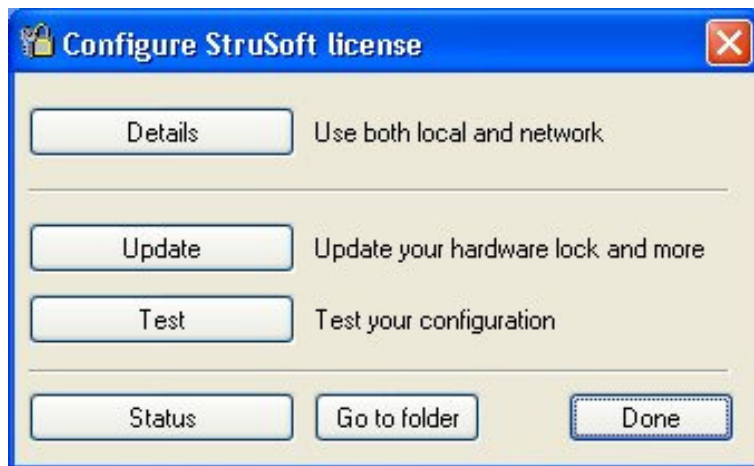 Configure StruSoft license
Details Use both local and network
Update Update your hardware lock and more
Test Test your configuration
Status Go to folder Done